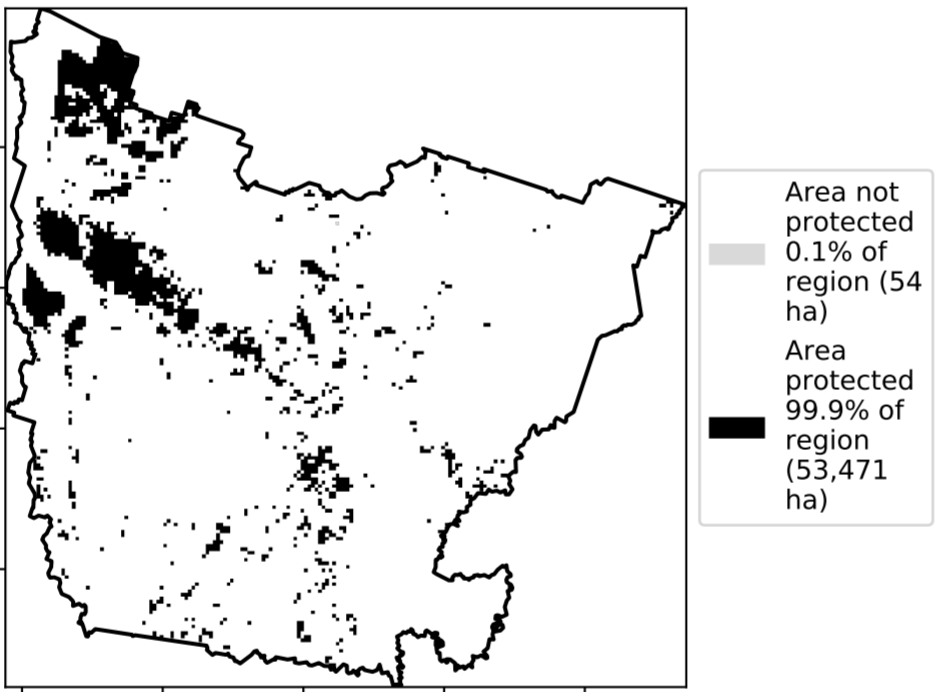 Area not
protected
0.1% of
region (54
ha)
Area
protected
99.9% of
region
(53,471
ha)